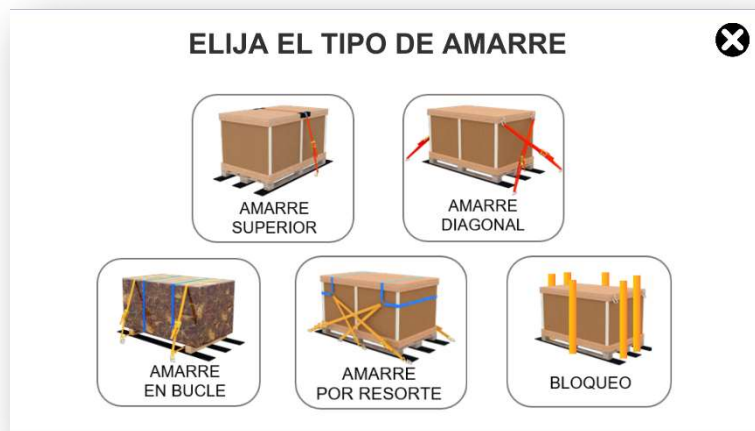 ELIJA EL TIPO DE AMARRE
AMARRE
SUPERIOR
AMARRE
DIAGONAL
AMARRE
EN BUCLE
AMARRE
POR RESORTE
BLOQUEO